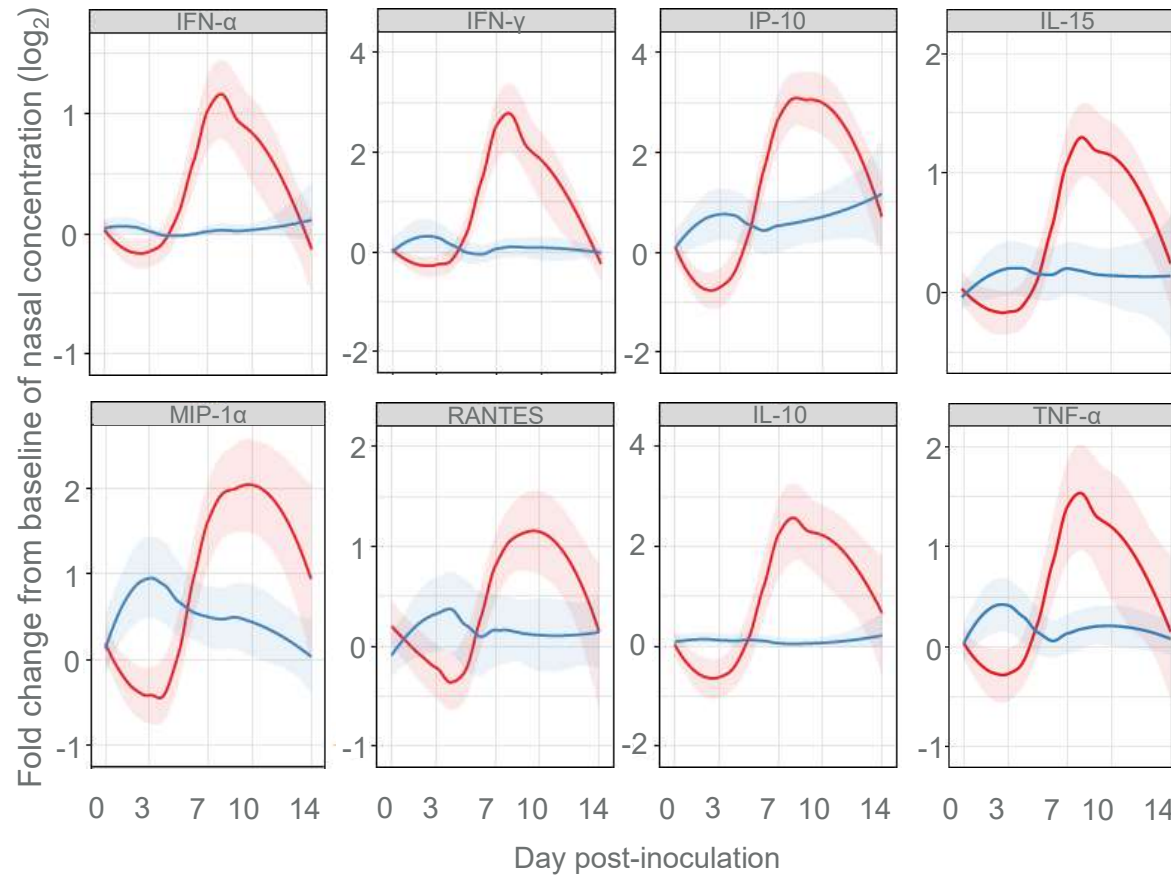 Fold change from baseline of nasal concentration (log2)
IFN-α
IFN-γ
IP-10
IL-15
1
0
-1
4
2
0
-2
4
2
0
-2
2
1
0
MIP-1α
RANTES
IL-10
TNF-α
2
1
0
-1
2
1
0
-1
4
2
0
-2
2
1
0
-1
0 3 7 10 14
0 3 7 10 14
0 3 7 10 14
0 3 7 10 14
Day post-inoculation